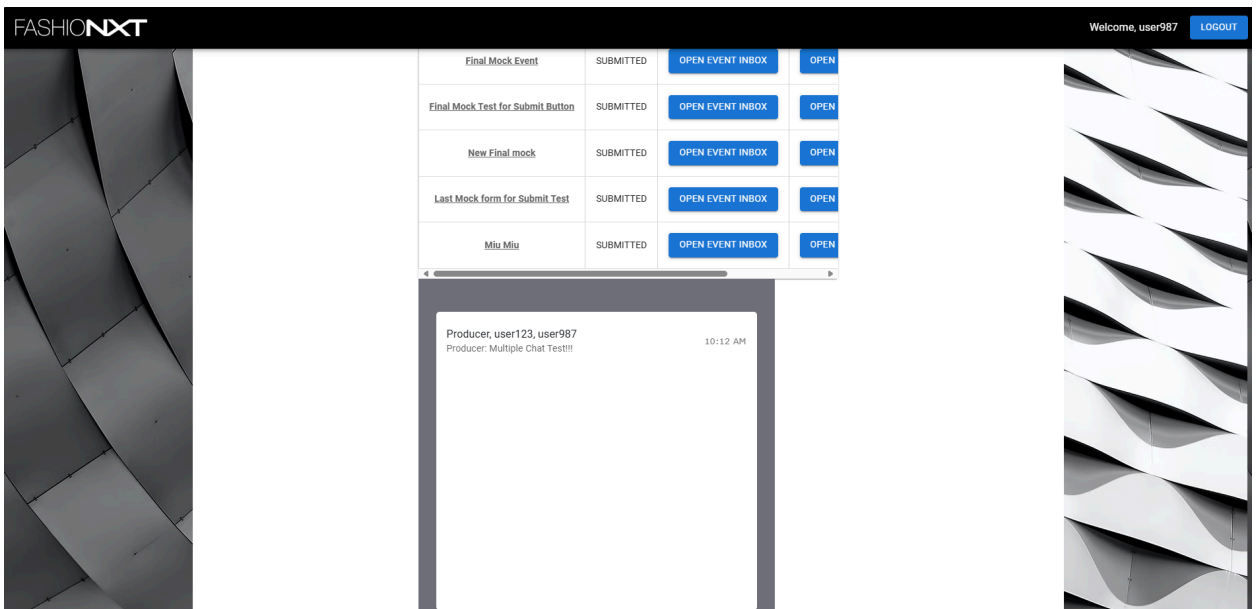 FASHIONXT
Welcome, user987
LOGOUT
Final Mock Event SUBMITTED OPEN EVENT INBOX OPEN
Final Mock Test for Submit Button SUBMITTED OPEN EVENT INBOX OPEN
New Final mock SUBMITTED OPEN EVENT INBOX OPEN
Last Mock form for Submit Test SUBMITTED OPEN EVENT INBOX OPEN
Miu Miu SUBMITTED OPEN EVENT INBOX OPEN
Producer, user123, user987
Producer: Multiple Chat Test!!!
10:12 AM